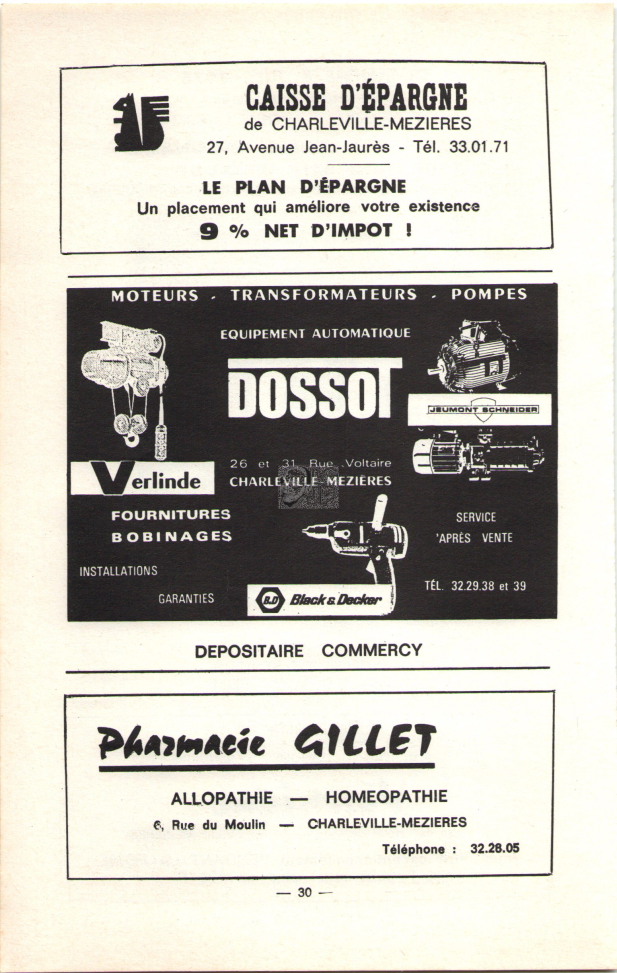 CAISSE D'ÉPARGNE
de CHARLEVILLE-MEZIERES
27, Avenue Jean-Jaurès - Tél. 33.01.71
LE PLAN D'ÉPARGNE
Un placement qui améliore votre existence
9 % NET D'IMPOT !
MOTEURS - TRANSFORMATEURS - POMPES
EQUIPEMENT AUTOMATIQUE
DOSSOT
JEUMONT SCHNEIDER
Verlinde
26 et 31 Rue Voltaire
CHARLEVILLE-MEZIÈRES
FOURNITURES
BOBINAGES
SERVICE
'APRÈS VENTE
INSTALLATIONS
GARANTIES
B.D Black & Decker
TÉL. 32.29.38 et 39
DEPOSITAIRE COMMERCY
Pharmacie GILLET
ALLOPATHIE — HOMEOPATHIE
6, Rue du Moulin — CHARLEVILLE-MEZIERES
Téléphone : 32.28.05
— 30 —